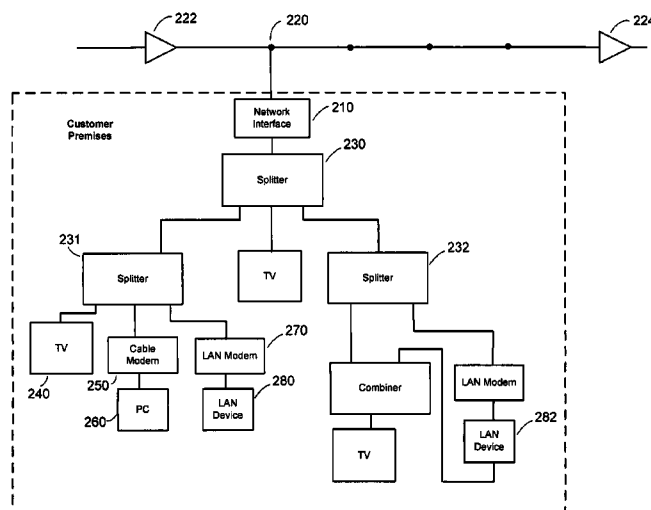 222
220
224
Customer
Premises
Network
Interface
210
230
Splitter
231
232
Splitter
TV
Splitter
TV
Cable
Modem
LAN Modem
270
240
250
260
PC
LAN
Device
280
Combiner
LAN Modem
TV
LAN
Device
282